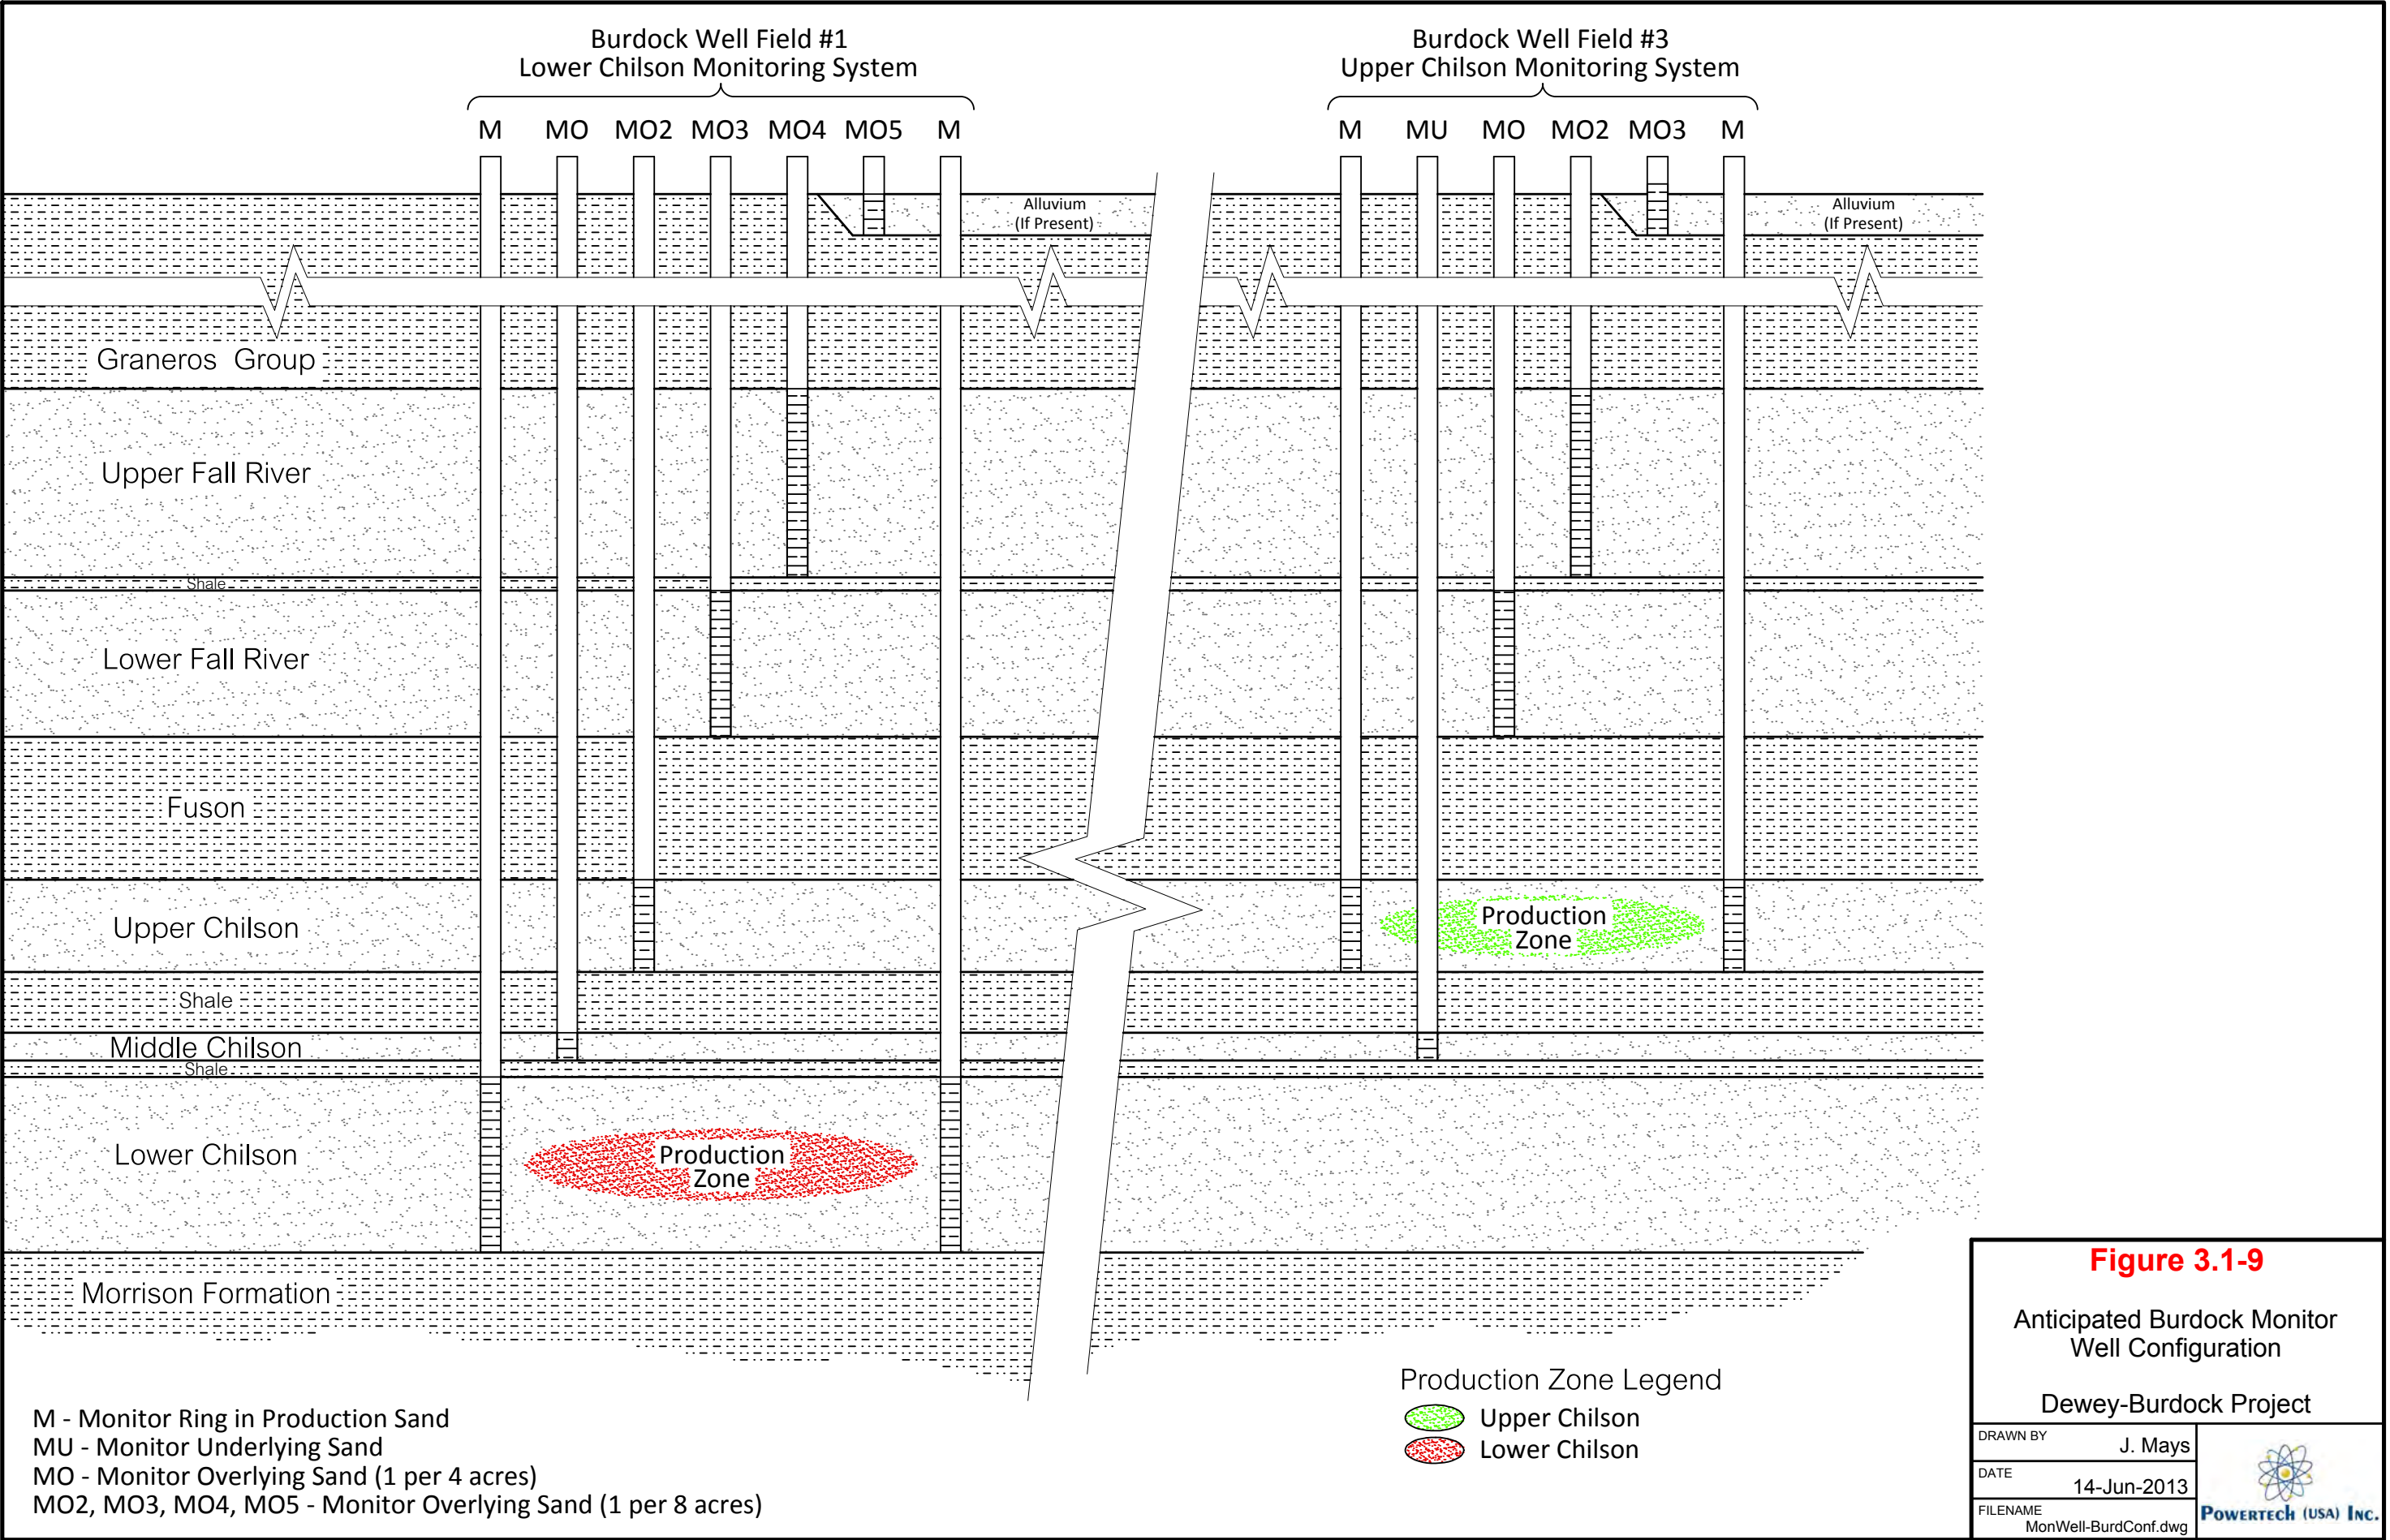 Burdock Well Field #1
Lower Chilson Monitoring System
M MO MO2 MO3 MO4 MO5 M
Burdock Well Field #3
Upper Chilson Monitoring System
M MU MO MO2 MO3 M
Alluvium
(If Present)
Alluvium
(If Present)
Graneros Group
Upper Fall River
Shale
Lower Fall River
Fuson
Upper Chilson
Production
Zone
Shale
Middle Chilson
Shale
Lower Chilson
Production
Zone
Morrison Formation
M - Monitor Ring in Production Sand
MU - Monitor Underlying Sand
MO - Monitor Overlying Sand (1 per 4 acres)
MO2, MO3, MO4, MO5 - Monitor Overlying Sand (1 per 8 acres)
Production Zone Legend
Upper Chilson
Lower Chilson
Figure 3.1-9
Anticipated Burdock Monitor
Well Configuration
Dewey-Burdock Project
DRAWN BY J. Mays
DATE 14-Jun-2013
FILENAME
MonWell-BurdConf.dwg
POWERTECH (USA) INC.